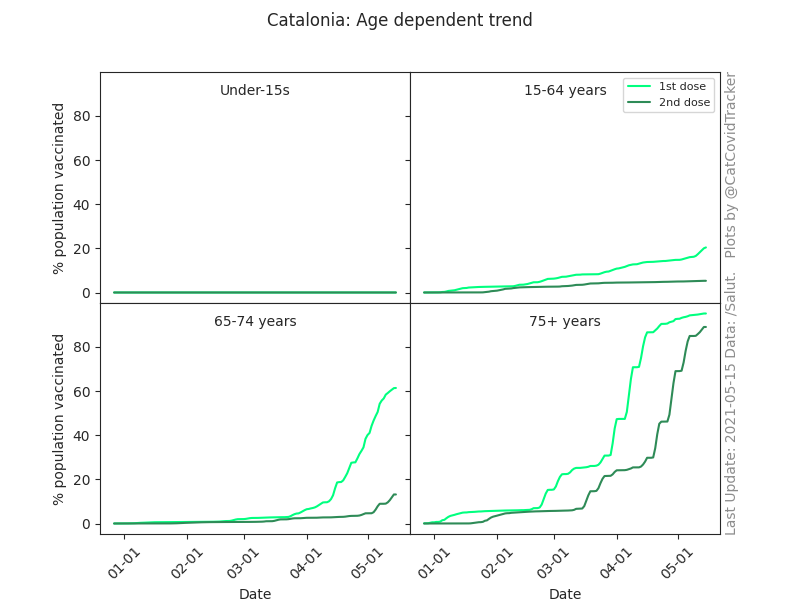 Catalonia: Age dependent trend
Under-15s
15-64 years
1st dose
2nd dose
% population vaccinated
80
60
40
20
0
65-74 years
75+ years
% population vaccinated
80
60
40
20
0
01-01
02-01
03-01
04-01
05-01
01-01
02-01
03-01
04-01
05-01
Date
Date
Last Update: 2021-05-15 Data: /Salut. Plots by @CatCovidTracker